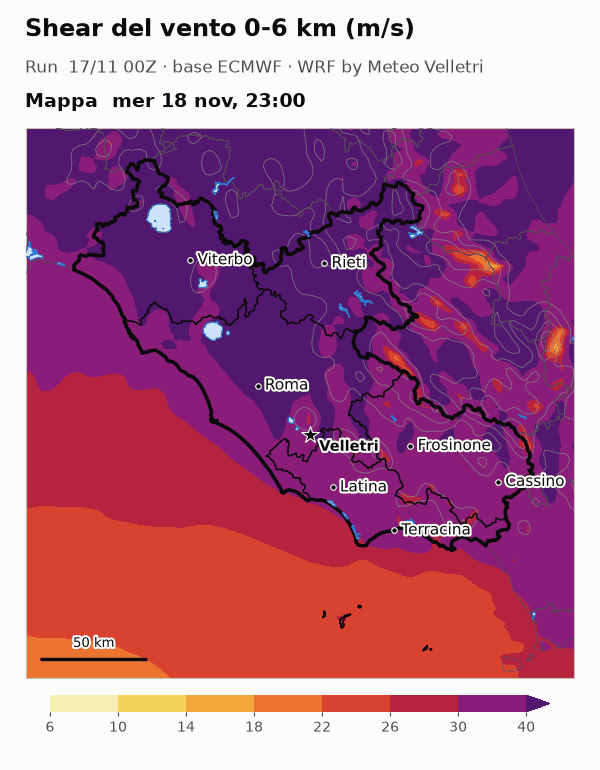 Shear del vento 0-6 km (m/s)
Run 17/11 00Z · base ECMWF · WRF by Meteo Velletri
Mappa mer 18 nov, 23:00
Viterbo
Rieti
Roma
Velletri
Frosinone
Latina
Cassino
Terracina
50 km
6 10 14 18 22 26 30 40